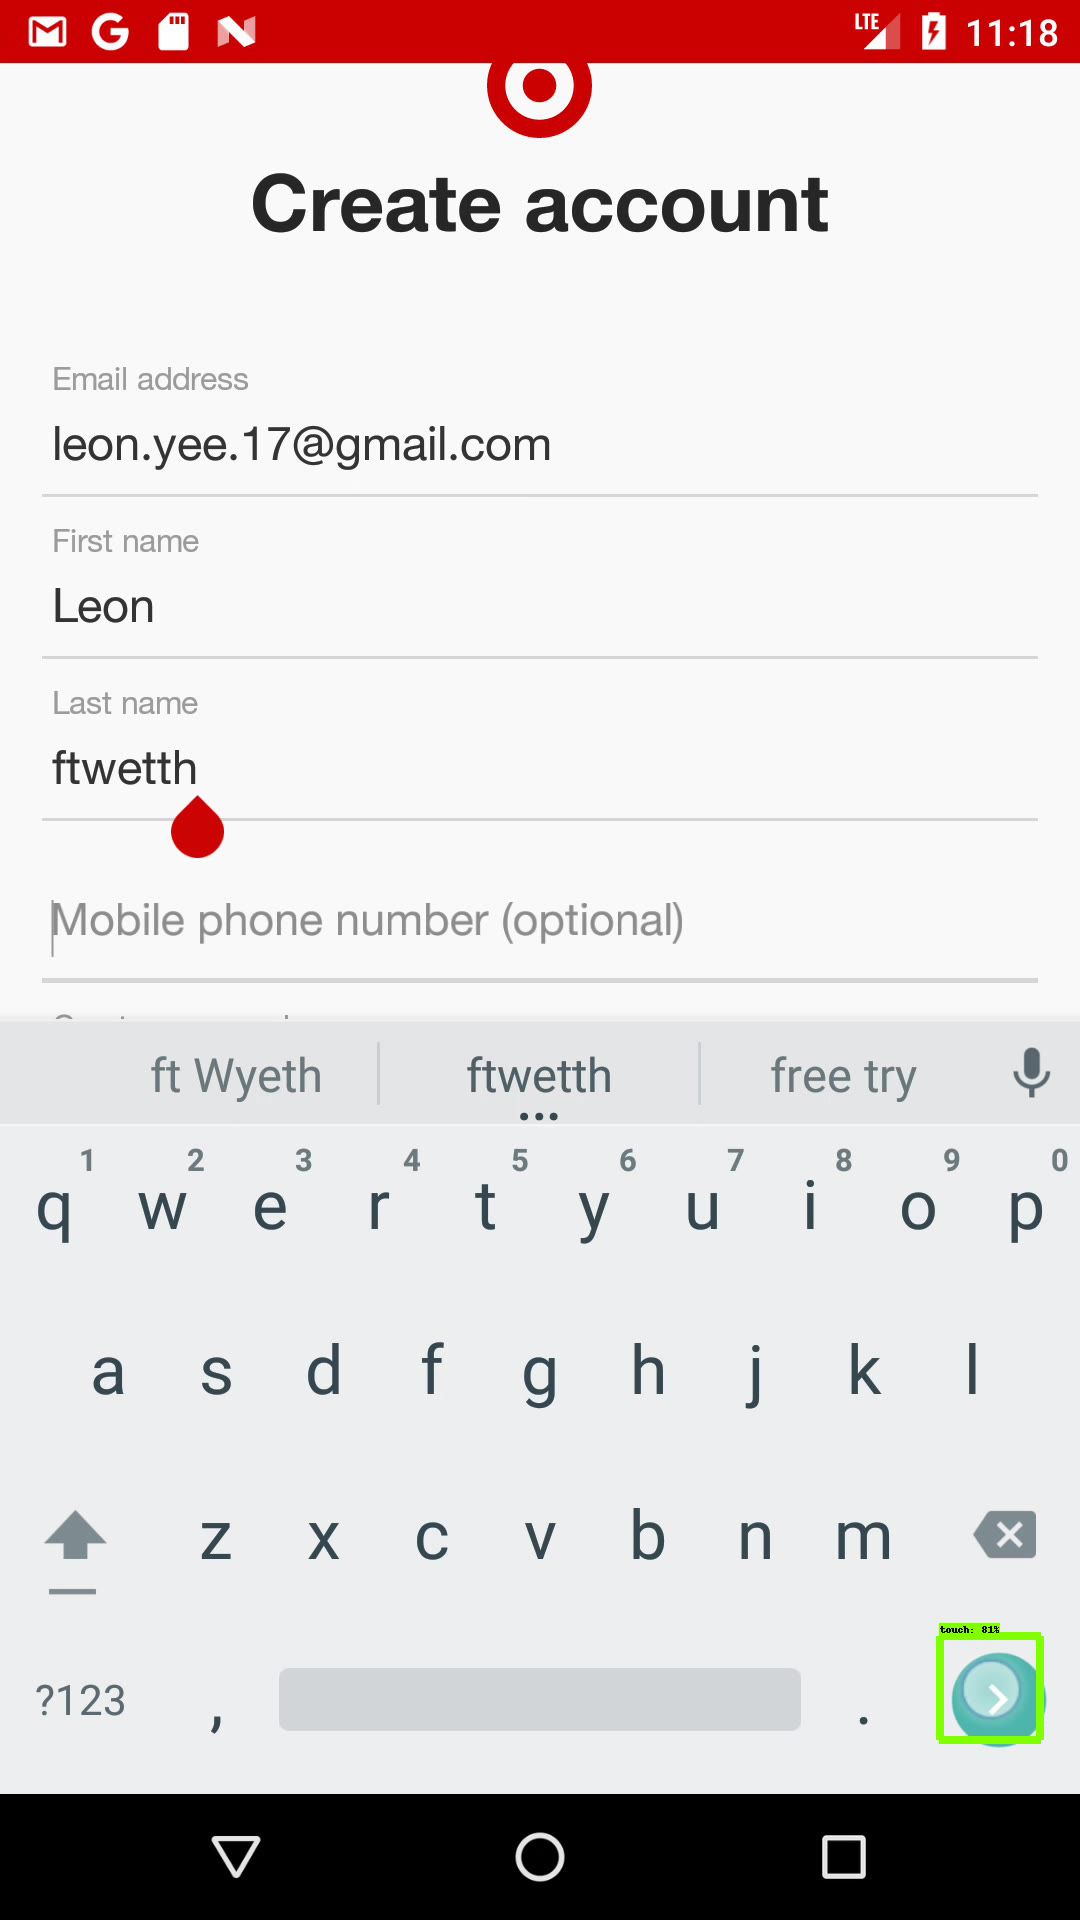 LTE 11:18
Create account
Email address
leon.yee.17@gmail.com
First name
Leon
Last name
ftwetth
Mobile phone number (optional)
ft Wyeth ftwetth free try
1 2 3 4 5 6 7 8 9 0
q w e r t y u i o p
a s d f g h j k l
z x c v b n m
touch: 81%
?123 , .